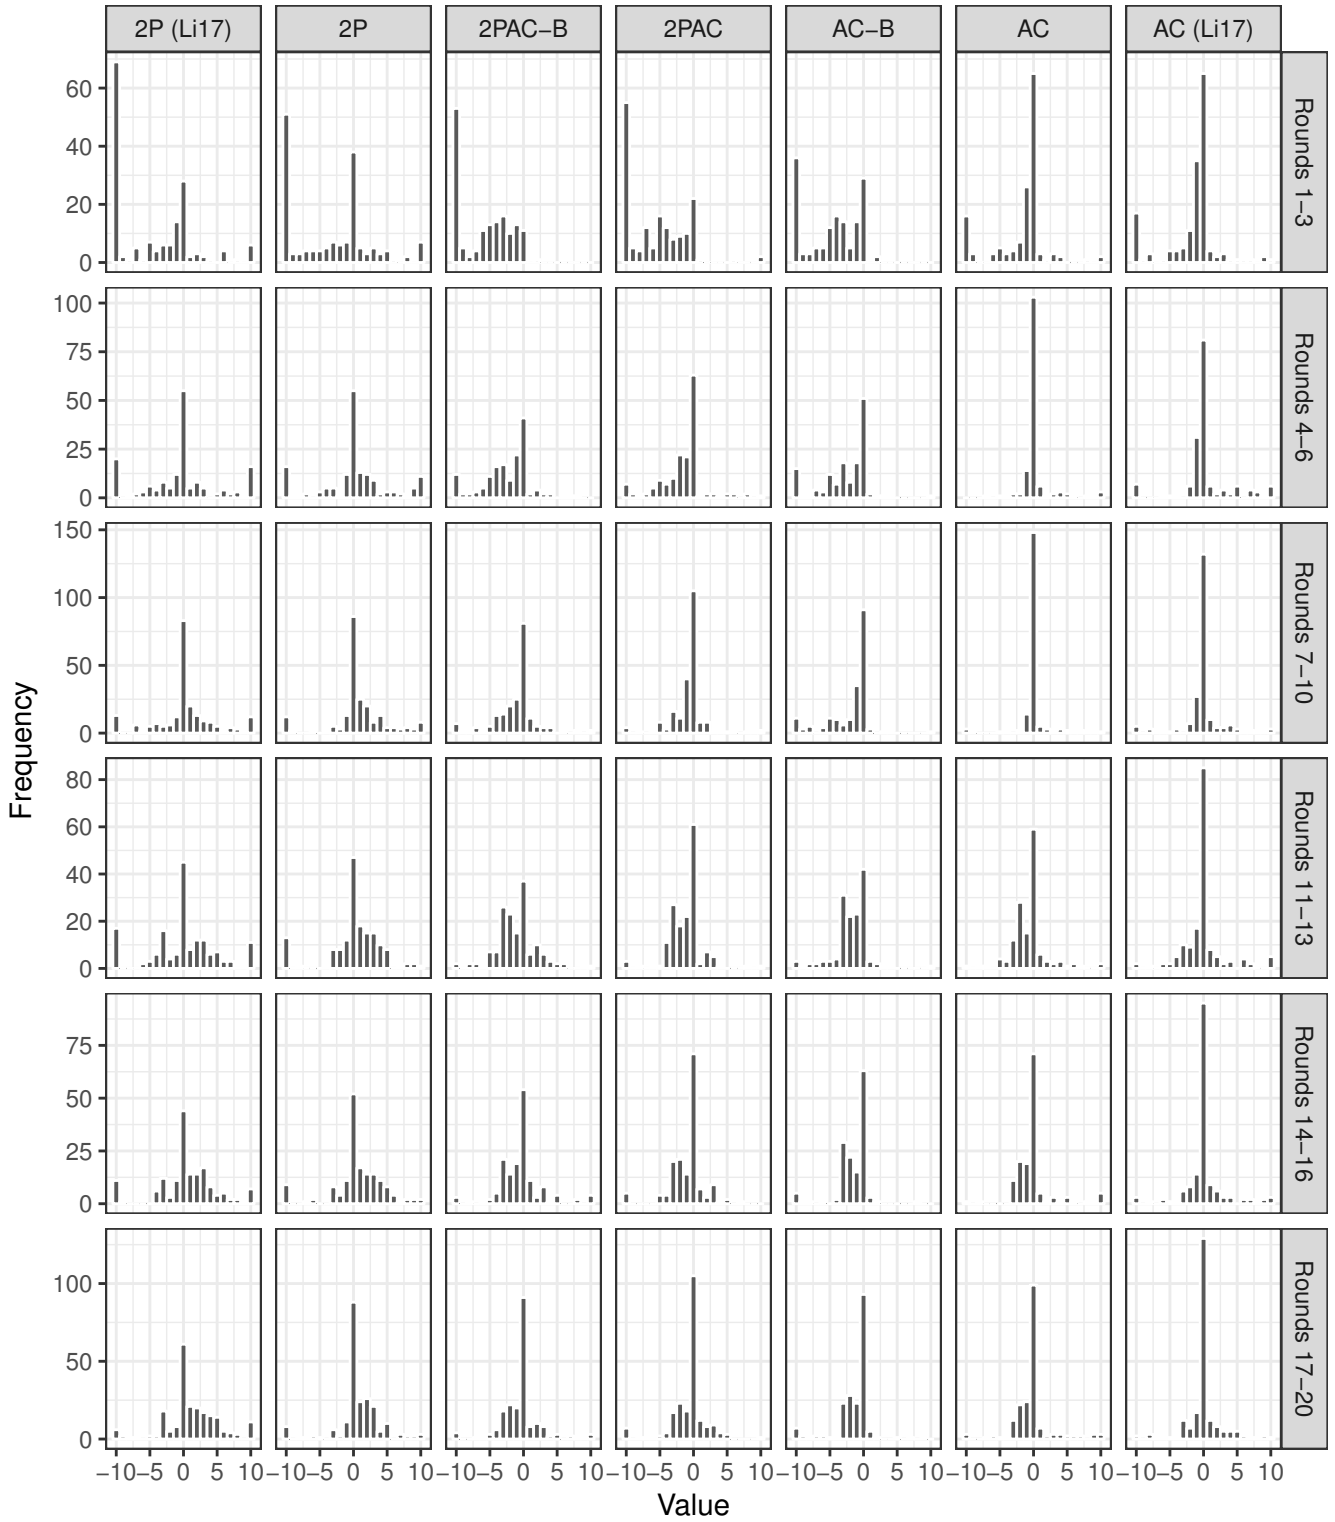 2P (Li17) 2P 2PAC−B 2PAC AC−B AC AC (Li17)
60
40
20
0
Rounds 1−3
100
75
50
25
0
Rounds 4−6
150
100
50
0
Rounds 7−10
80
60
40
20
0
Rounds 11−13
75
50
25
0
Rounds 14−16
100
50
0
Rounds 17−20
−10 −5 0 5 10 −10 −5 0 5 10 −10 −5 0 5 10 −10 −5 0 5 10 −10 −5 0 5 10 −10 −5 0 5 10 −10 −5 0 5 10
Value
Frequency